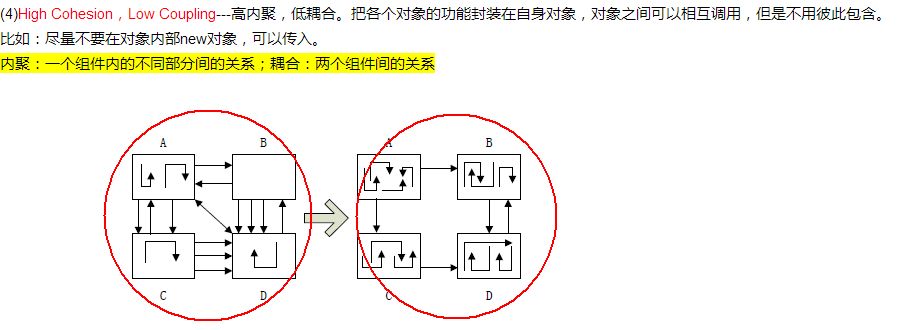 (4)High Cohesion，Low Coupling---高内聚，低耦合。把各个对象的功能封装在自身对象，对象之间可以相互调用，但是不用彼此包含。
比如：尽量不要在对象内部new对象，可以传入。
内聚：一个组件内的不同部分间的关系；耦合：两个组件间的关系
A B A B
C D C D